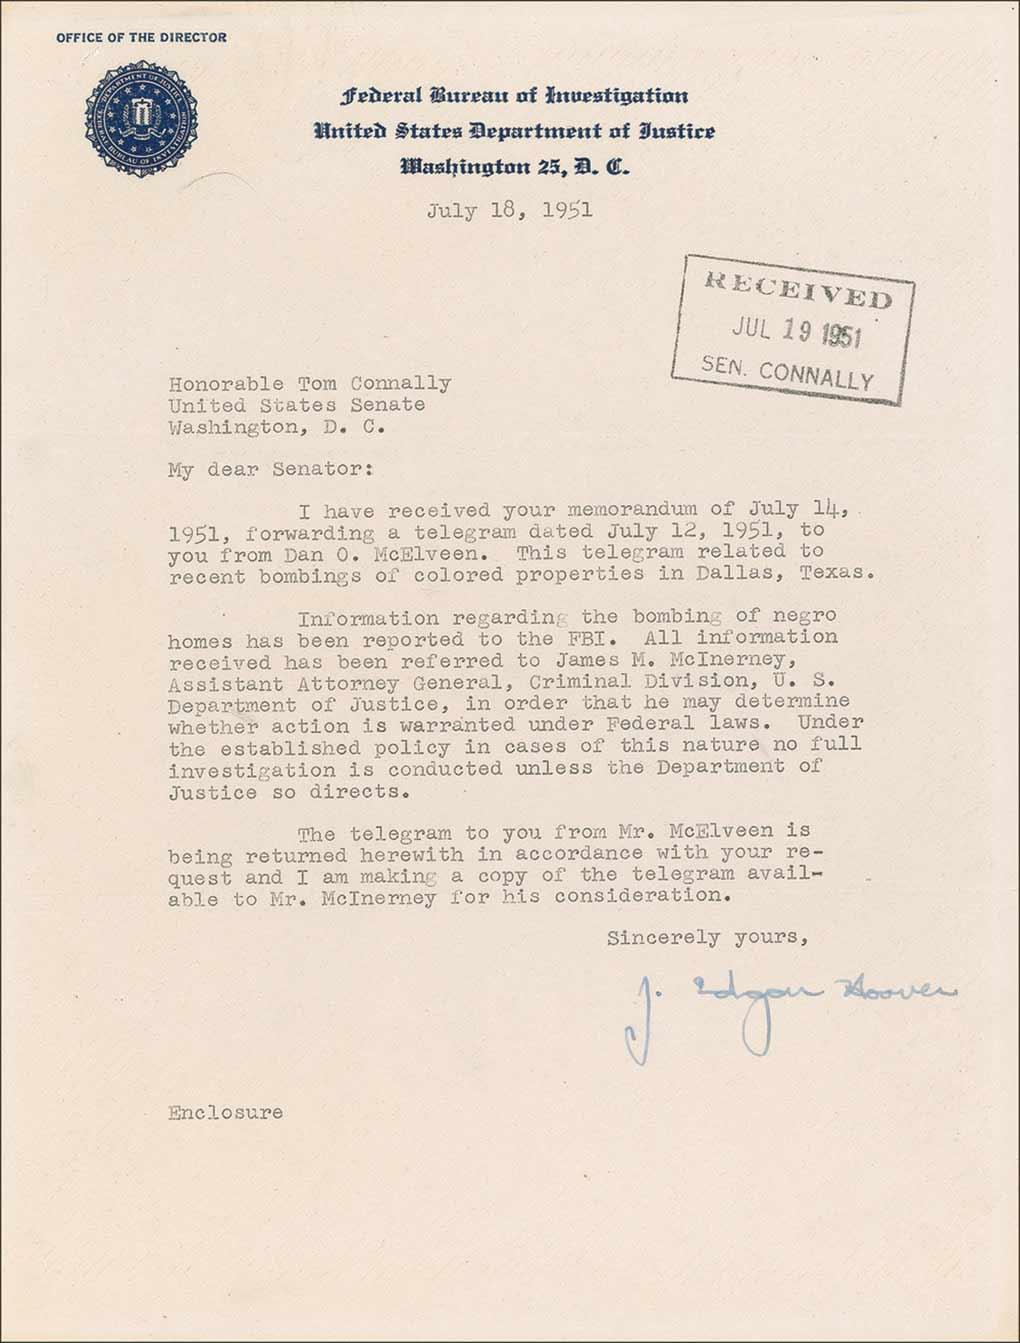 OFFICE OF THE DIRECTOR
DEPARTMENT OF JUSTICE
FEDERAL BUREAU OF INVESTIGATION
Federal Bureau of Investigation
United States Department of Justice
Washington 25, D. C.
July 18, 1951
RECEIVED
JUL 19 1951
SEN. CONNALLY
Honorable Tom Connally
United States Senate
Washington, D. C.
My dear Senator:
I have received your memorandum of July 14,
1951, forwarding a telegram dated July 12, 1951, to
you from Dan O. McElveen. This telegram related to
recent bombings of colored properties in Dallas, Texas.
Information regarding the bombing of negro
homes has been reported to the FBI. All information
received has been referred to James M. McInerney,
Assistant Attorney General, Criminal Division, U. S.
Department of Justice, in order that he may determine
whether action is warranted under Federal laws. Under
the established policy in cases of this nature no full
investigation is conducted unless the Department of
Justice so directs.
The telegram to you from Mr. McElveen is
being returned herewith in accordance with your re-
quest and I am making a copy of the telegram avail-
able to Mr. McInerney for his consideration.
Sincerely yours,
J. Edgar Hoover
Enclosure